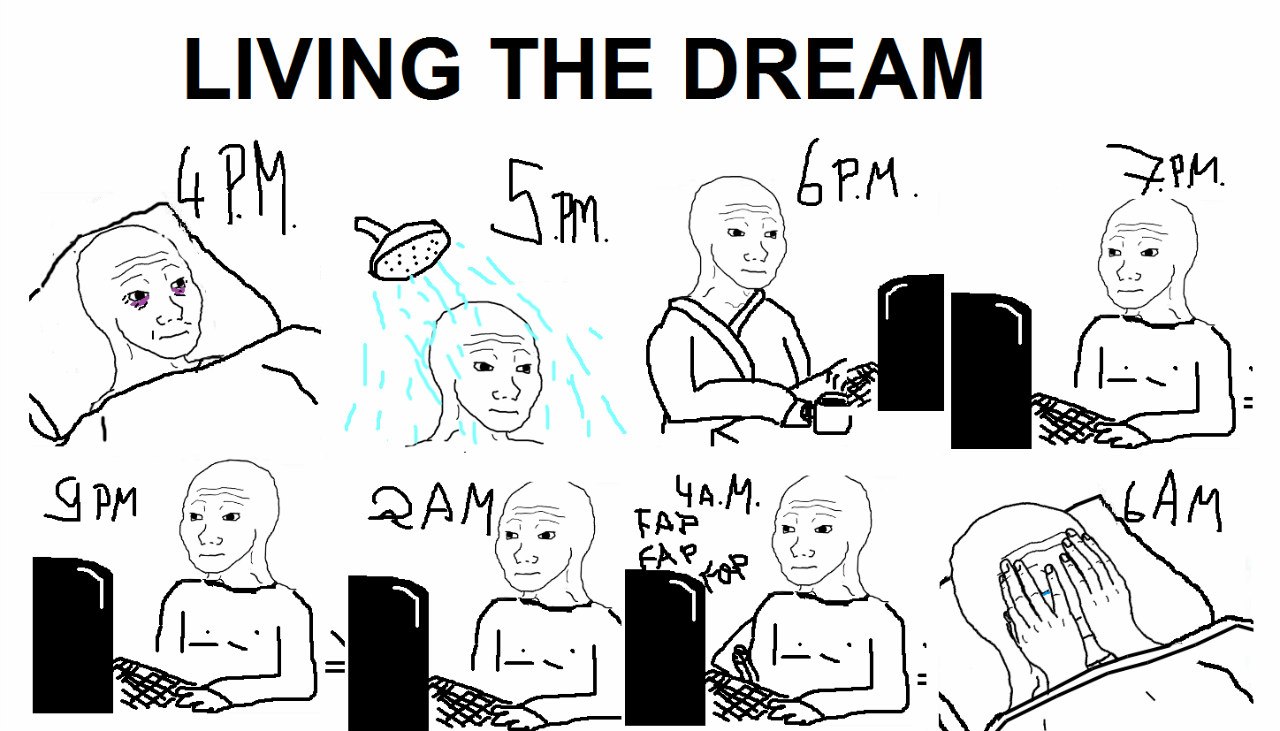 LIVING THE DREAM
4 P.M.
5 P.M.
6 P.M.
7.P.M.
9 PM
2 AM
4 A.M.
FAP
FAP
FAP
6 AM